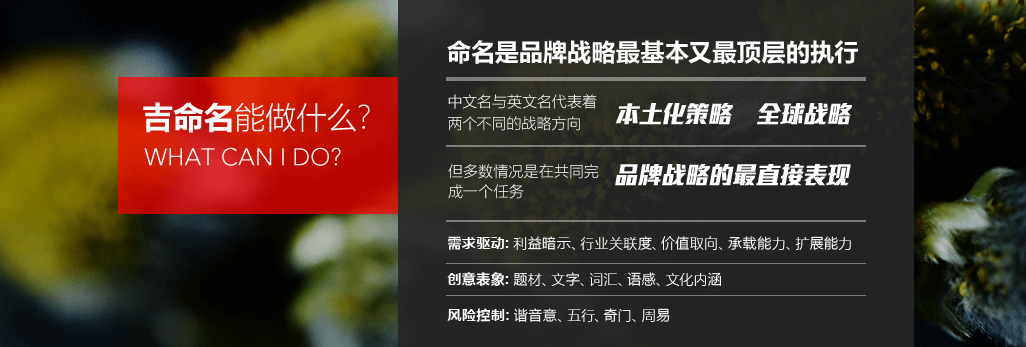 吉命名能做什么?
WHAT CAN I DO?
命名是品牌战略最基本又最顶层的执行
中文名与英文名代表着
两个不同的战略方向
本土化策略 全球战略
但多数情况是在共同完
成一个任务
品牌战略的最直接表现
需求驱动: 利益暗示、行业关联度、价值取向、承载能力、扩展能力
创意表象: 题材、文字、词汇、语感、文化内涵
风险控制: 谐音意、五行、奇门、周易